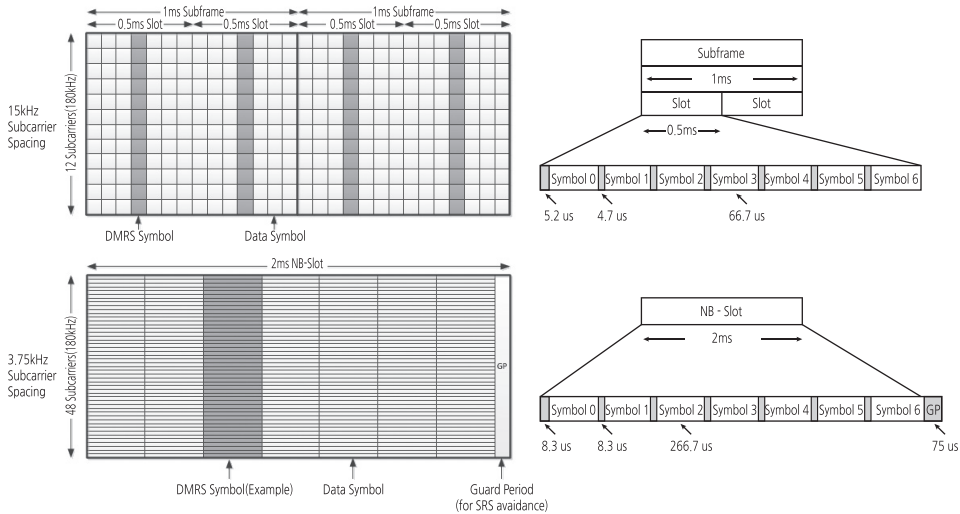 1ms Subframe
1ms Subframe
0.5ms Slot
0.5ms Slot
0.5ms Slot
0.5ms Slot
15kHz
Subcarrier
Spacing
12 Subcarriers(180kHz)
DMRS Symbol
Data Symbol
Subframe
1ms
Slot
Slot
0.5ms
Symbol 0
Symbol 1
Symbol 2
Symbol 3
Symbol 4
Symbol 5
Symbol 6
5.2 us
4.7 us
66.7 us
2ms NB-Slot
3.75kHz
Subcarrier
Spacing
48 Subcarriers(180kHz)
GP
DMRS Symbol(Example)
Data Symbol
Guard Period
(for SRS avaidance)
NB - Slot
2ms
Symbol 0
Symbol 1
Symbol 2
Symbol 3
Symbol 4
Symbol 5
Symbol 6
GP
8.3 us
8.3 us
266.7 us
75 us